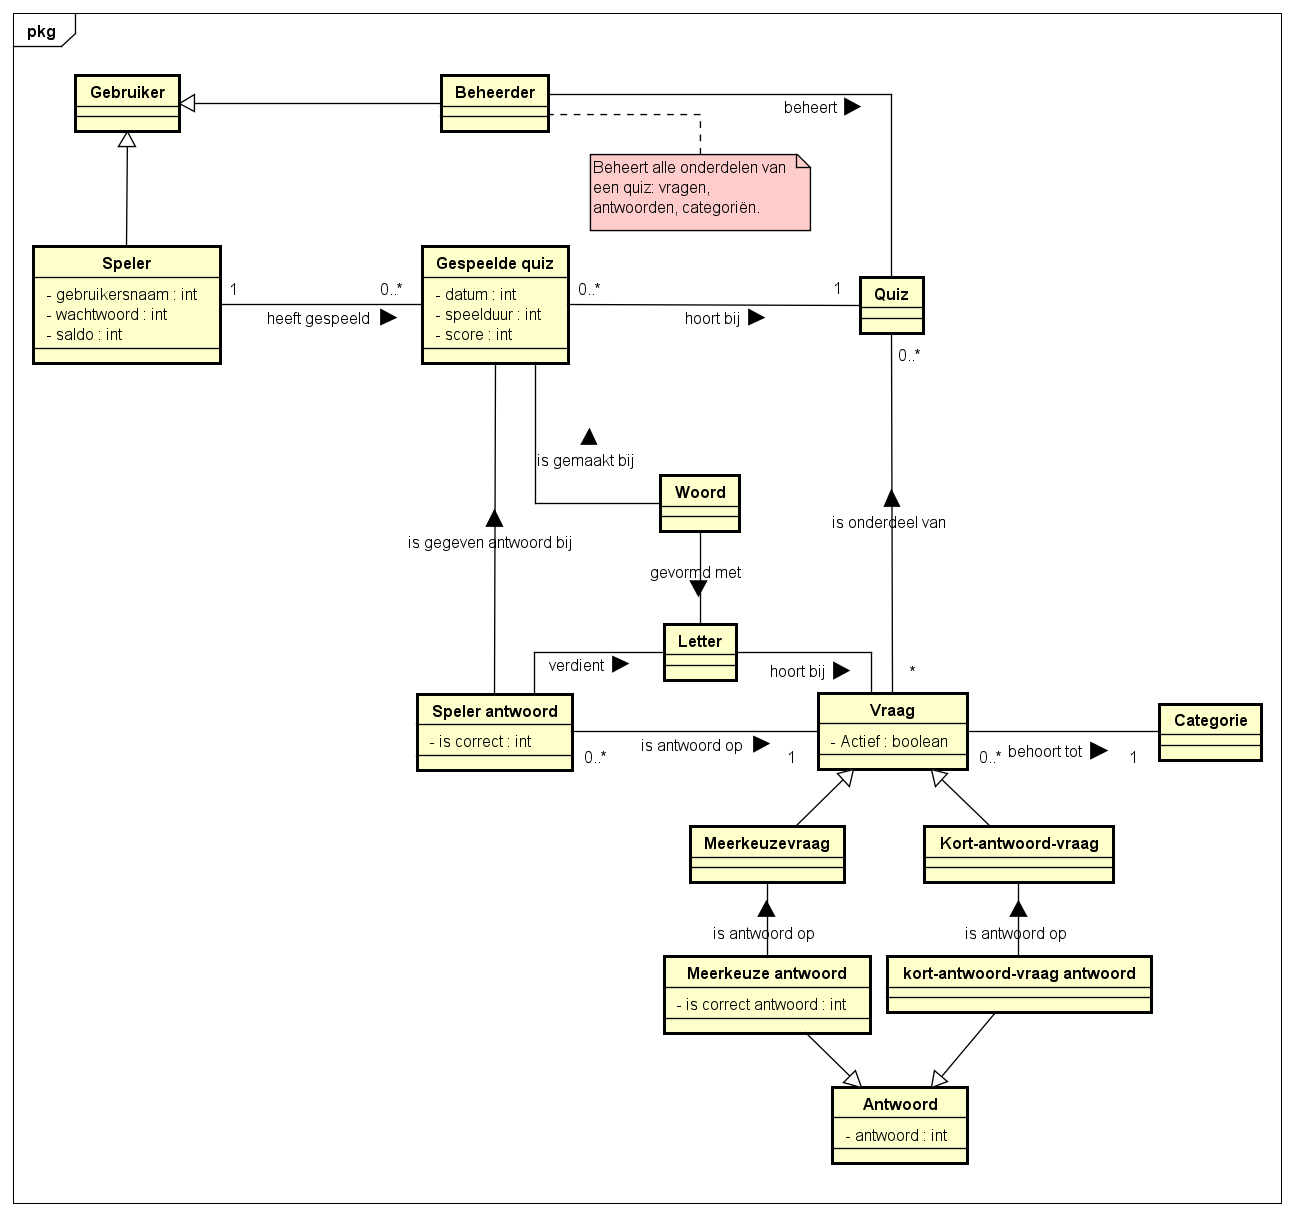 pkg
Gebruiker
Beheerder
beheert
Beheert alle onderdelen van
een quiz: vragen,
antwoorden, categoriën.
Speler
- gebruikersnaam : int
- wachtwoord : int
- saldo : int
1
0..*
heeft gespeeld
Gespeelde quiz
- datum : int
- speelduur : int
- score : int
0..*
1
hoort bij
Quiz
0..*
is gemaakt bij
Woord
is onderdeel van
is gegeven antwoord bij
gevormd met
Letter
verdient
hoort bij
*
Speler antwoord
- is correct : int
0..*
is antwoord op
1
Vraag
- Actief : boolean
0..*
behoort tot
1
Categorie
Meerkeuzevraag
Kort-antwoord-vraag
is antwoord op
is antwoord op
Meerkeuze antwoord
- is correct antwoord : int
kort-antwoord-vraag antwoord
Antwoord
- antwoord : int